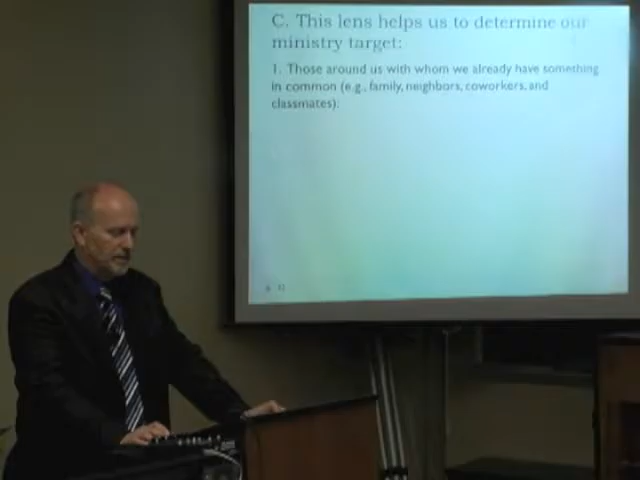 C. This lens helps us to determine our
ministry target:
1. Those around us with whom we already have something
in common (e.g., family, neighbors, coworkers, and
classmates).